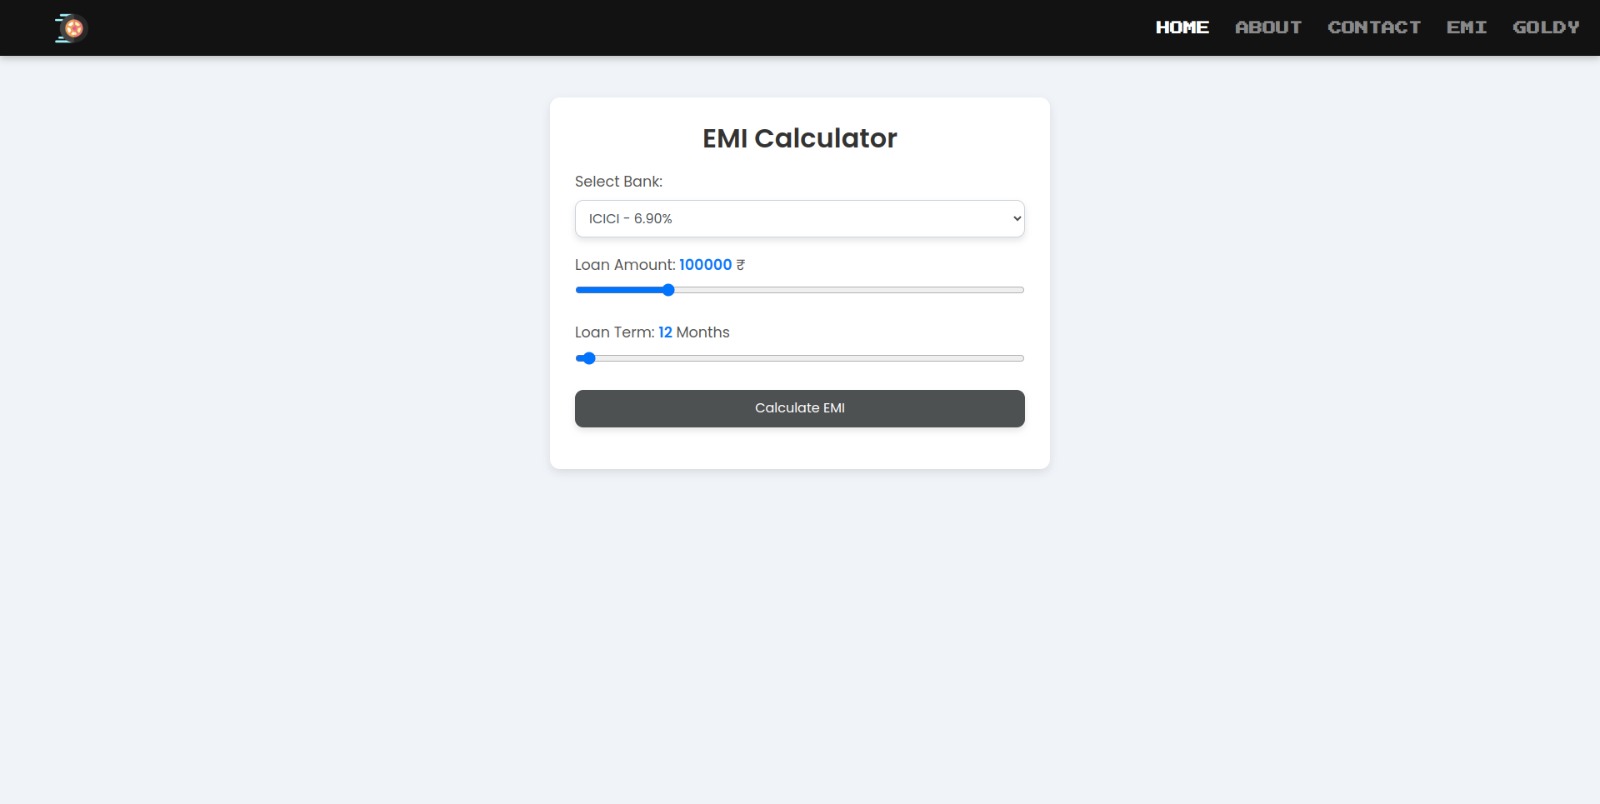 HOME ABOUT CONTACT EMI GOLDY
EMI Calculator
Select Bank:
ICICI - 6.90%
Loan Amount: 100000 ₹
Loan Term: 12 Months
Calculate EMI